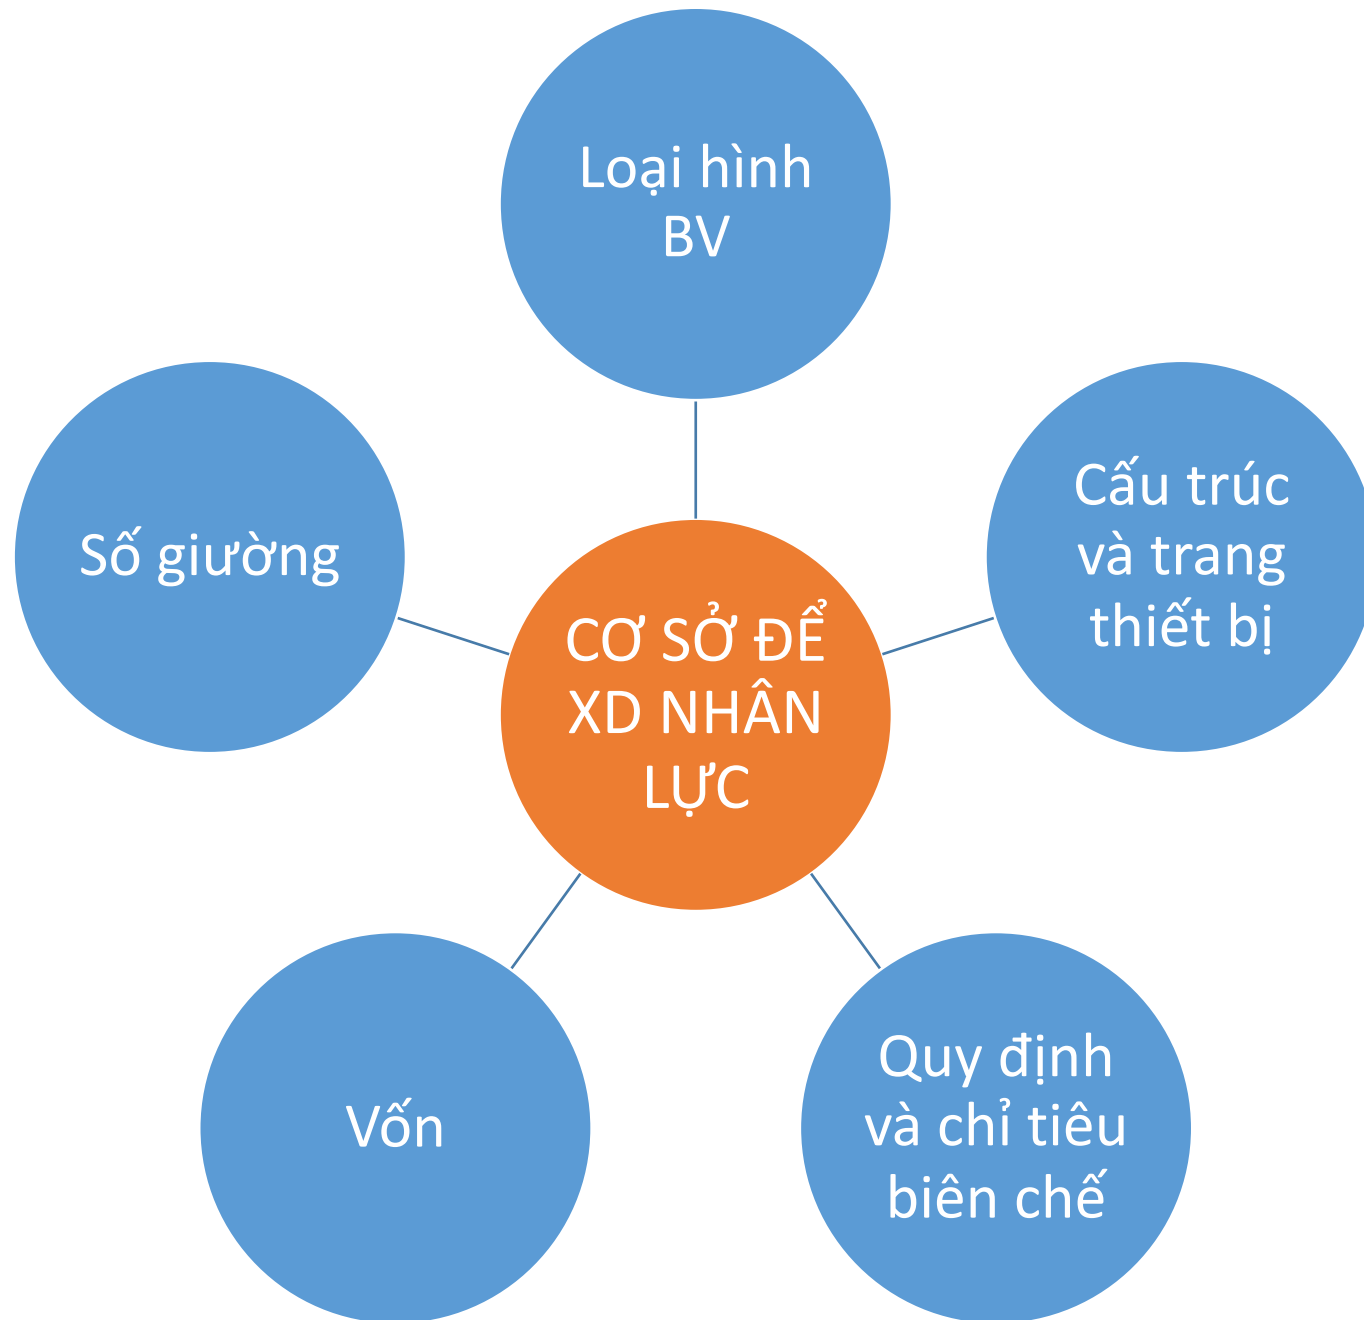 Loại hình
BV
Cấu trúc
và trang
thiết bị
Số giường
CƠ SỞ ĐỂ
XD NHÂN
LỰC
Quy định
và chỉ tiêu
biên chế
Vốn